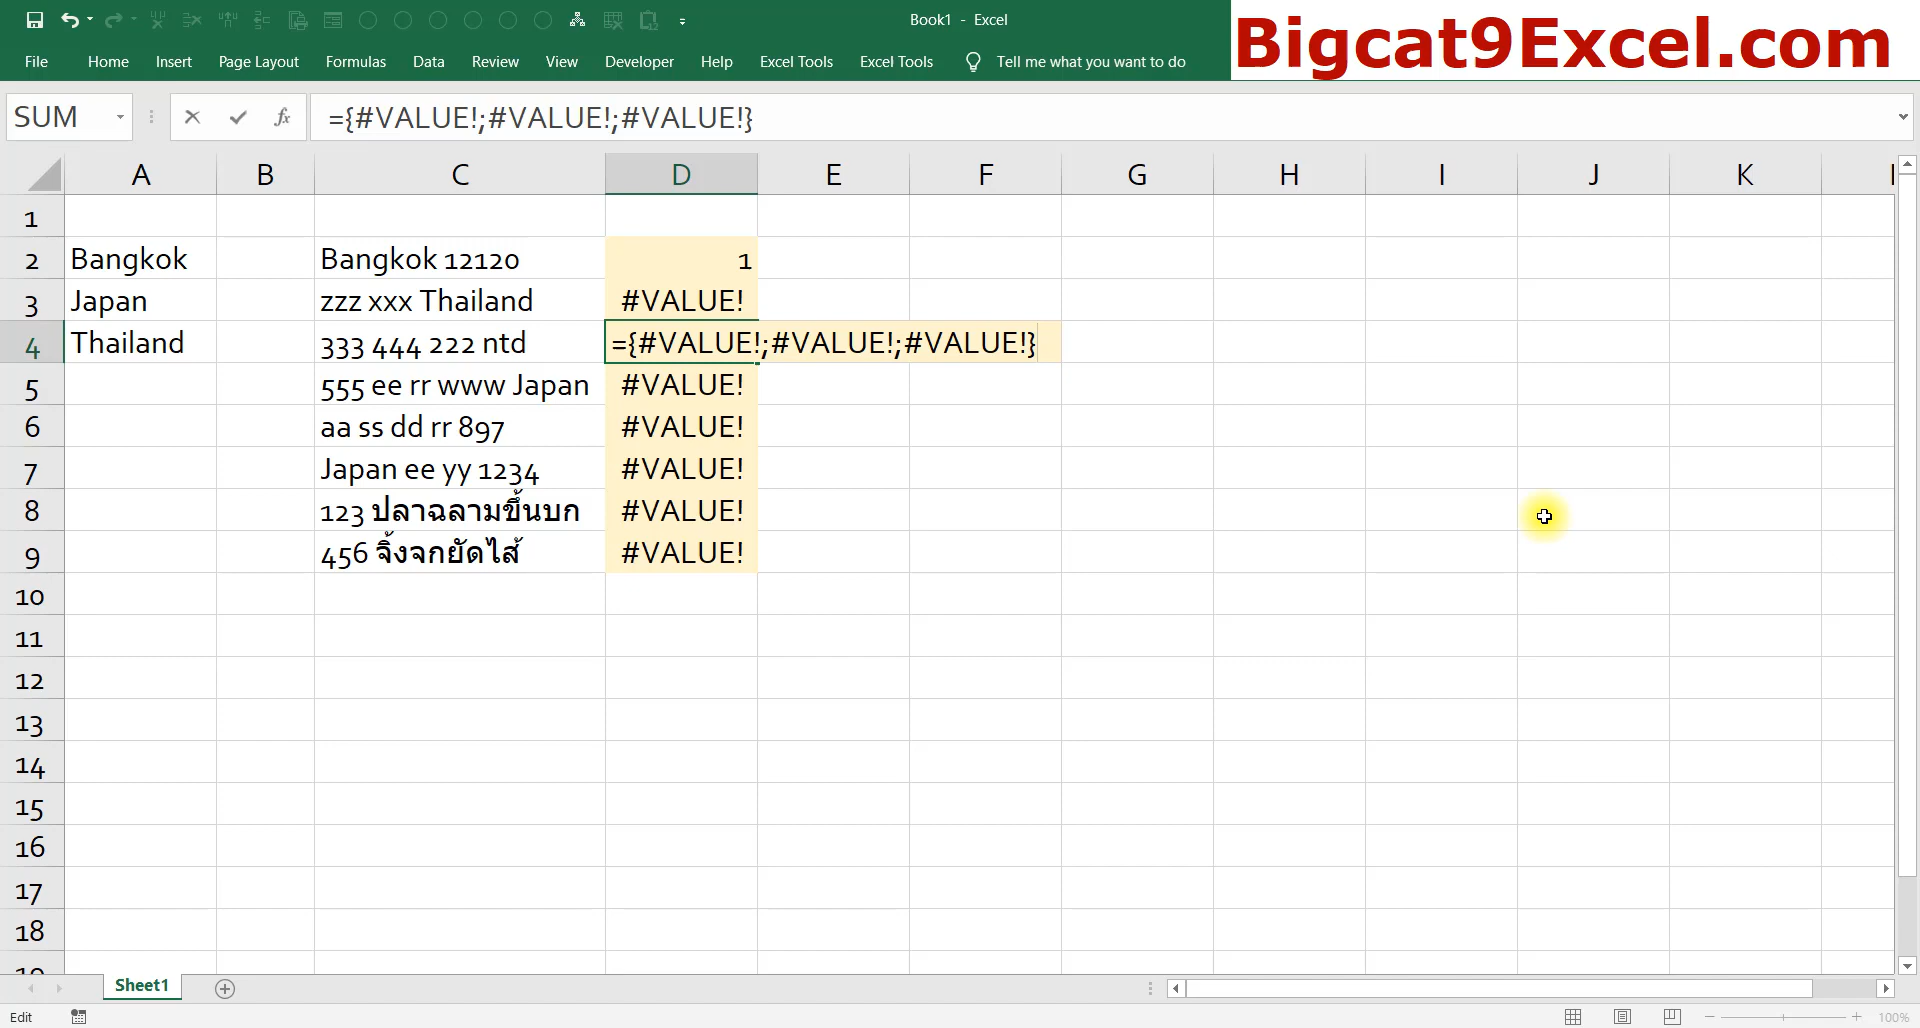 Book1 - Excel
Bigcat9Excel.com
File Home Insert Page Layout Formulas Data Review View Developer Help Excel Tools Excel Tools Tell me what you want to do
SUM fx ={#VALUE!;#VALUE!;#VALUE!}
A B C D E F G H I J K
1
2 Bangkok Bangkok 12120 1
3 Japan zzz xxx Thailand #VALUE!
4 Thailand 333 444 222 ntd ={#VALUE!;#VALUE!;#VALUE!}
5 555 ee rr www Japan #VALUE!
6 aa ss dd rr 897 #VALUE!
7 Japan ee yy 1234 #VALUE!
8 123 ปลาฉลามขึ้นบก #VALUE!
9 456 จิ้งจกยัดไส้ #VALUE!
10
11
12
13
14
15
16
17
18
19
Sheet1
Edit 100%